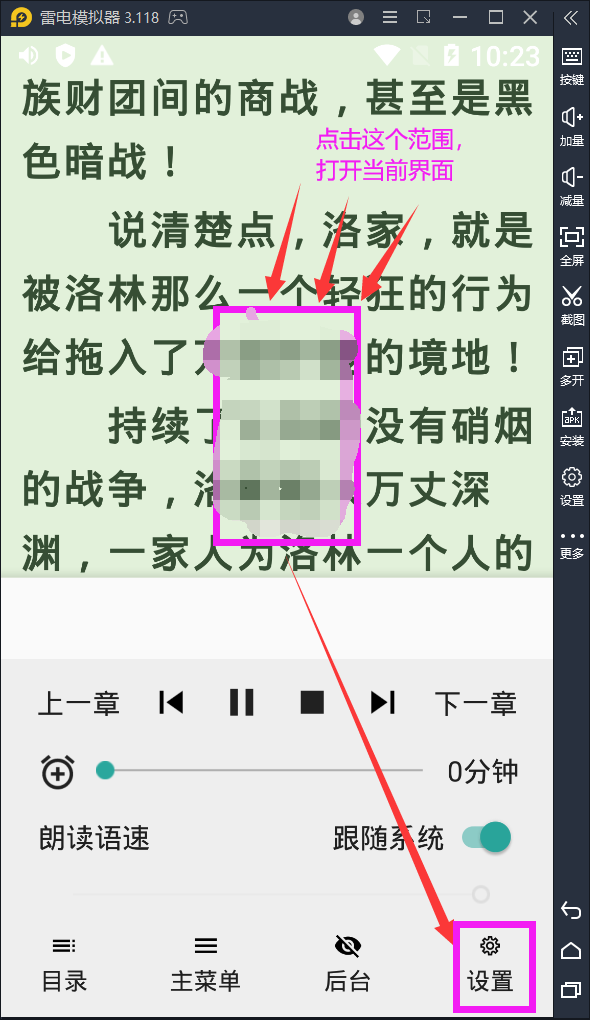 雷电模拟器 3.118
10:23
族财团间的商战，甚至是黑
色暗战！
点击这个范围，
打开当前界面
说清楚点，洛家，就是
被洛林那么一个轻狂的行为
给拖入了 的境地！
持续了 没有硝烟
的战争， 万丈深
渊，一家人为洛林一个人的
上一章
下一章
0分钟
朗读语速
跟随系统
目录
主菜单
后台
设置
按键
加量
减量
全屏
截图
多开
APK
安装
设置
更多